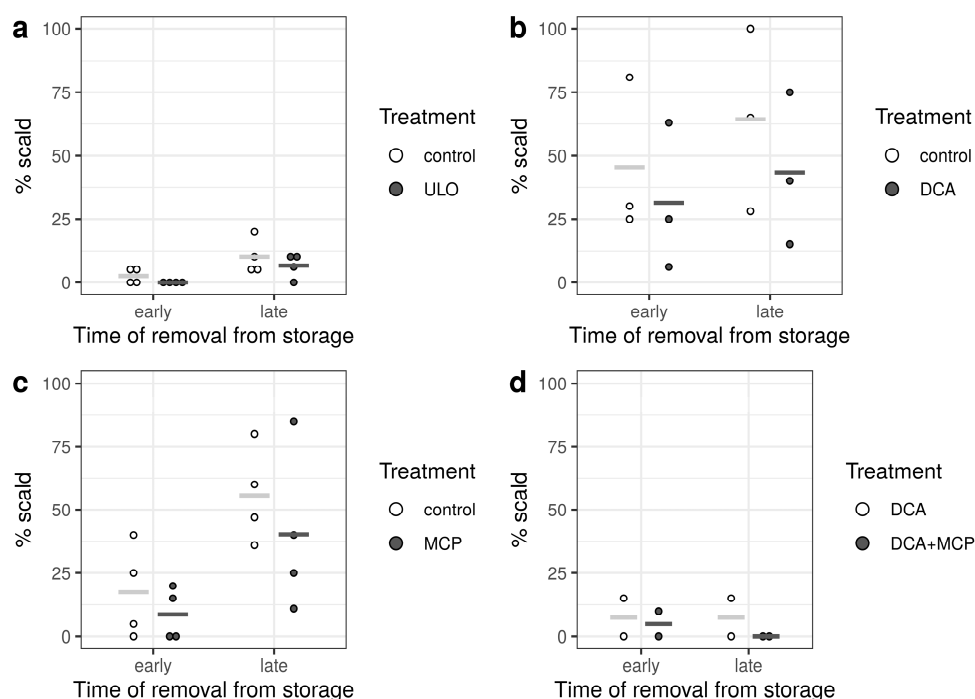 a
% scald
100
75
50
25
0
early
late
Time of removal from storage
Treatment
control
ULO
b
% scald
100
75
50
25
0
early
late
Time of removal from storage
Treatment
control
DCA
c
% scald
100
75
50
25
0
early
late
Time of removal from storage
Treatment
control
MCP
d
% scald
100
75
50
25
0
early
late
Time of removal from storage
Treatment
DCA
DCA+MCP